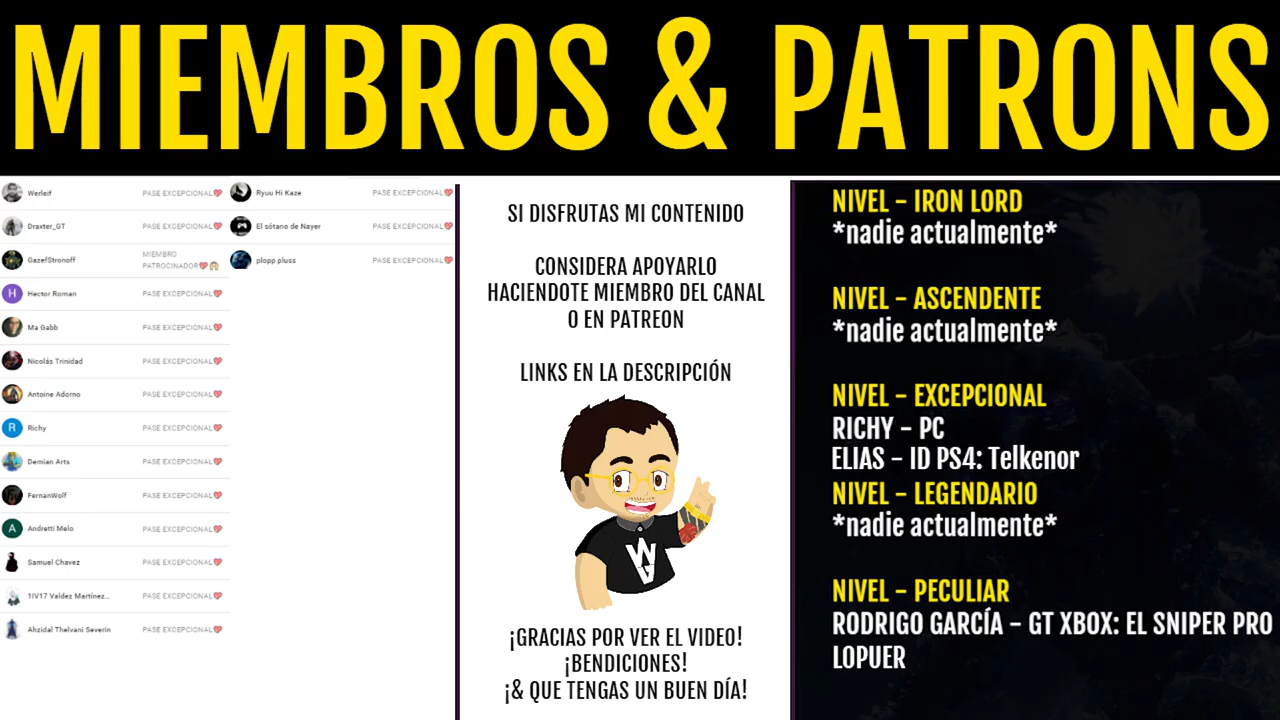 MIEMBROS & PATRONS
Werleif PASE EXCEPCIONAL💖
Draxter_GT PASE EXCEPCIONAL💖
GazefStronoff MIEMBRO
PATROCINADOR💖
Hector Roman PASE EXCEPCIONAL💖
Ma Gabb PASE EXCEPCIONAL💖
Nicolás Trinidad PASE EXCEPCIONAL💖
Antoine Adorno PASE EXCEPCIONAL💖
R Richy PASE EXCEPCIONAL💖
Demian Arts PASE EXCEPCIONAL💖
FernanWolf PASE EXCEPCIONAL💖
A Andretti Melo PASE EXCEPCIONAL💖
Samuel Chavez PASE EXCEPCIONAL💖
1IV17 Valdez Martínez... PASE EXCEPCIONAL💖
Ahzidal Thelvani Severin PASE EXCEPCIONAL💖
Ryuu Hi Kaze PASE EXCEPCIONAL💖
El sótano de Nayer PASE EXCEPCIONAL💖
plopp pluss PASE EXCEPCIONAL💖
SI DISFRUTAS MI CONTENIDO
CONSIDERA APOYARLO
HACIENDOTE MIEMBRO DEL CANAL
O EN PATREON
LINKS EN LA DESCRIPCIÓN
¡GRACIAS POR VER EL VIDEO!
¡BENDICIONES!
¡& QUE TENGAS UN BUEN DÍA!
NIVEL - IRON LORD
*nadie actualmente*
NIVEL - ASCENDENTE
*nadie actualmente*
NIVEL - EXCEPCIONAL
RICHY - PC
ELIAS - ID PS4: Telkenor
NIVEL - LEGENDARIO
*nadie actualmente*
NIVEL - PECULIAR
RODRIGO GARCÍA - GT XBOX: EL SNIPER PRO
LOPUER